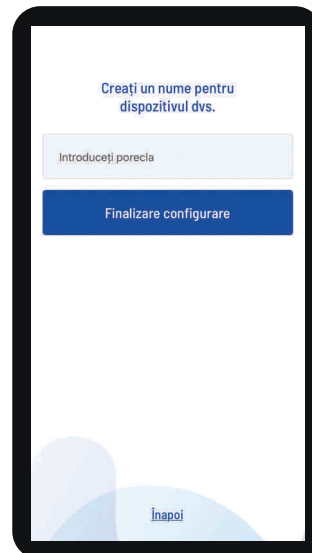 Creați un nume pentru
dispozitivul dvs.
Introduceți porecla
Finalizare configurare
Înapoi